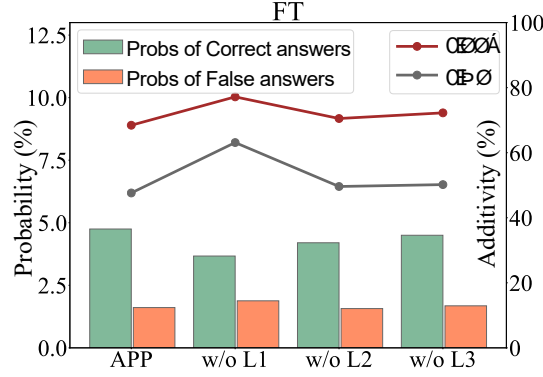 FT
12.5
10.0
7.5
5.0
2.5
0.0
Probability (%)
Probs of Correct answers
Probs of False answers
100
80
60
40
20
0
Additivity (%)
APP w/o L1 w/o L2 w/o L3